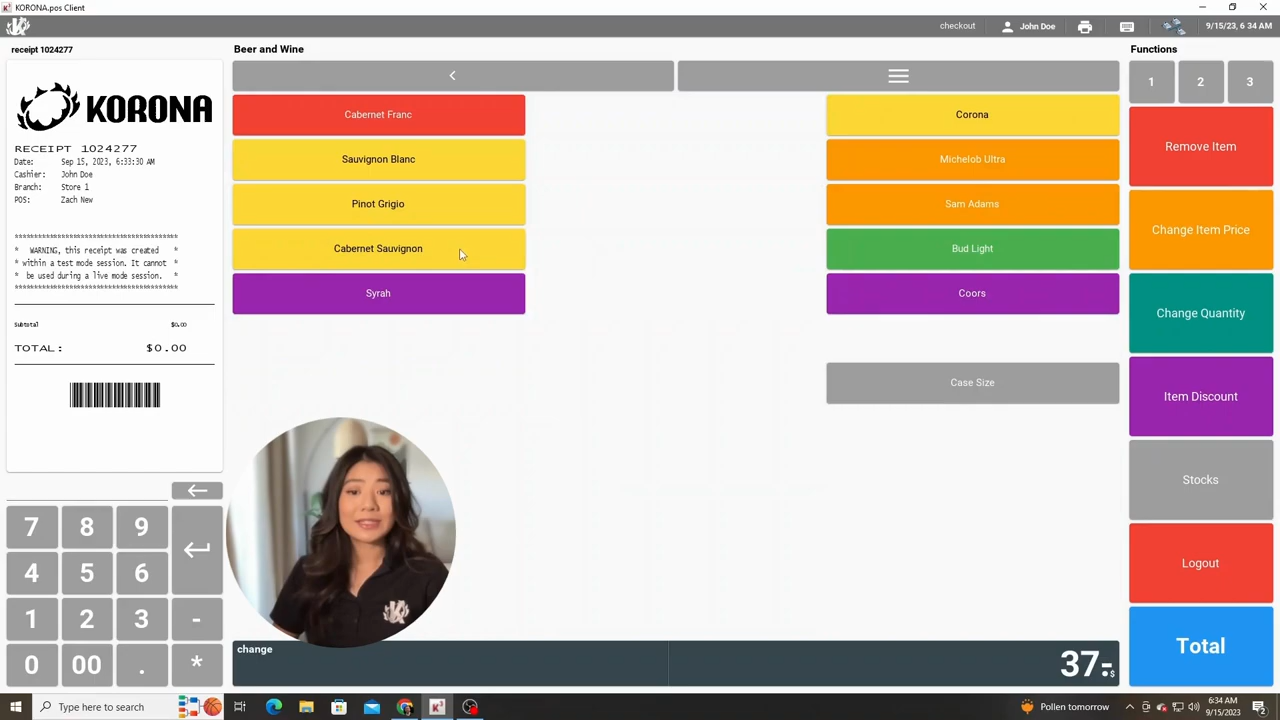 KORONA.pos Client
checkout
John Doe
9/15/23, 6 34 AM
receipt 1024277
KORONA
RECEIPT 1024277
Date: Sep 15, 2023, 6:33:30 AM
Cashier: John Doe
Branch: Store 1
POS: Zach New
******************************************
* WARNING, this receipt was created *
* within a test mode session. It cannot *
* be used during a live mode session. *
******************************************
Subtotal $0.00
TOTAL: $0.00
7 8 9
4 5 6
1 2 3 -
0 00 . *
Beer and Wine
Cabernet Franc
Sauvignon Blanc
Pinot Grigio
Cabernet Sauvignon
Syrah
Corona
Michelob Ultra
Sam Adams
Bud Light
Coors
Case Size
change
37.- $
Functions
1 2 3
Remove Item
Change Item Price
Change Quantity
Item Discount
Stocks
Logout
Total
Type here to search
Pollen tomorrow
6:34 AM
9/15/2023
2